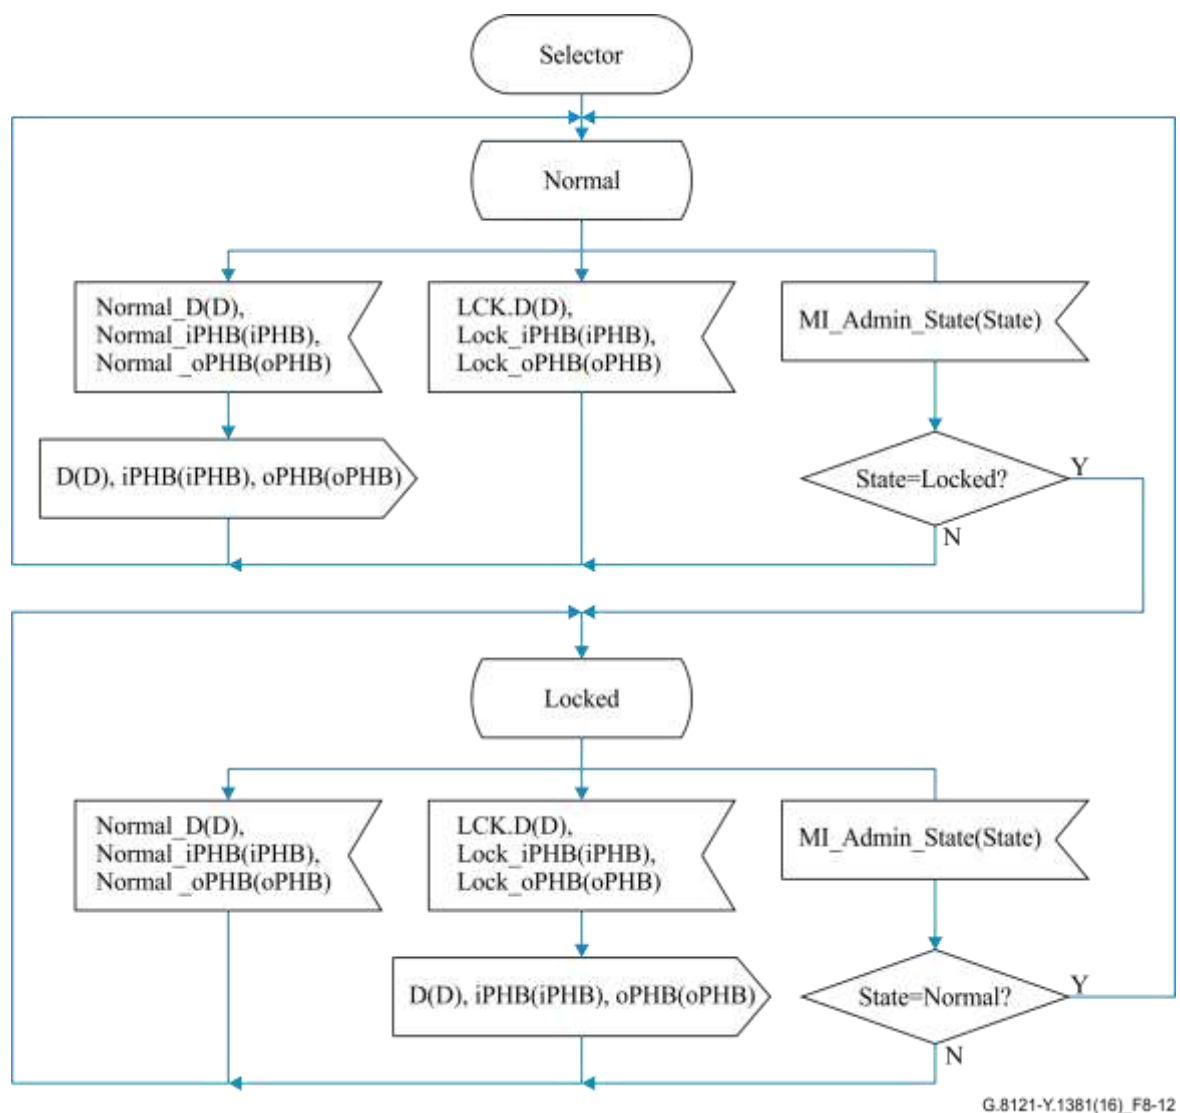 Selector
Normal
Normal_D(D),
Normal_iPHB(iPHB),
Normal _oPHB(oPHB)
LCK.D(D),
Lock_iPHB(iPHB),
Lock_oPHB(oPHB)
MI_Admin_State(State)
D(D), iPHB(iPHB), oPHB(oPHB)
State=Locked?
Y
N
Locked
Normal_D(D),
Normal_iPHB(iPHB),
Normal _oPHB(oPHB)
LCK.D(D),
Lock_iPHB(iPHB),
Lock_oPHB(oPHB)
MI_Admin_State(State)
D(D), iPHB(iPHB), oPHB(oPHB)
State=Normal?
Y
N
G.8121-Y.1381(16)_F8-12